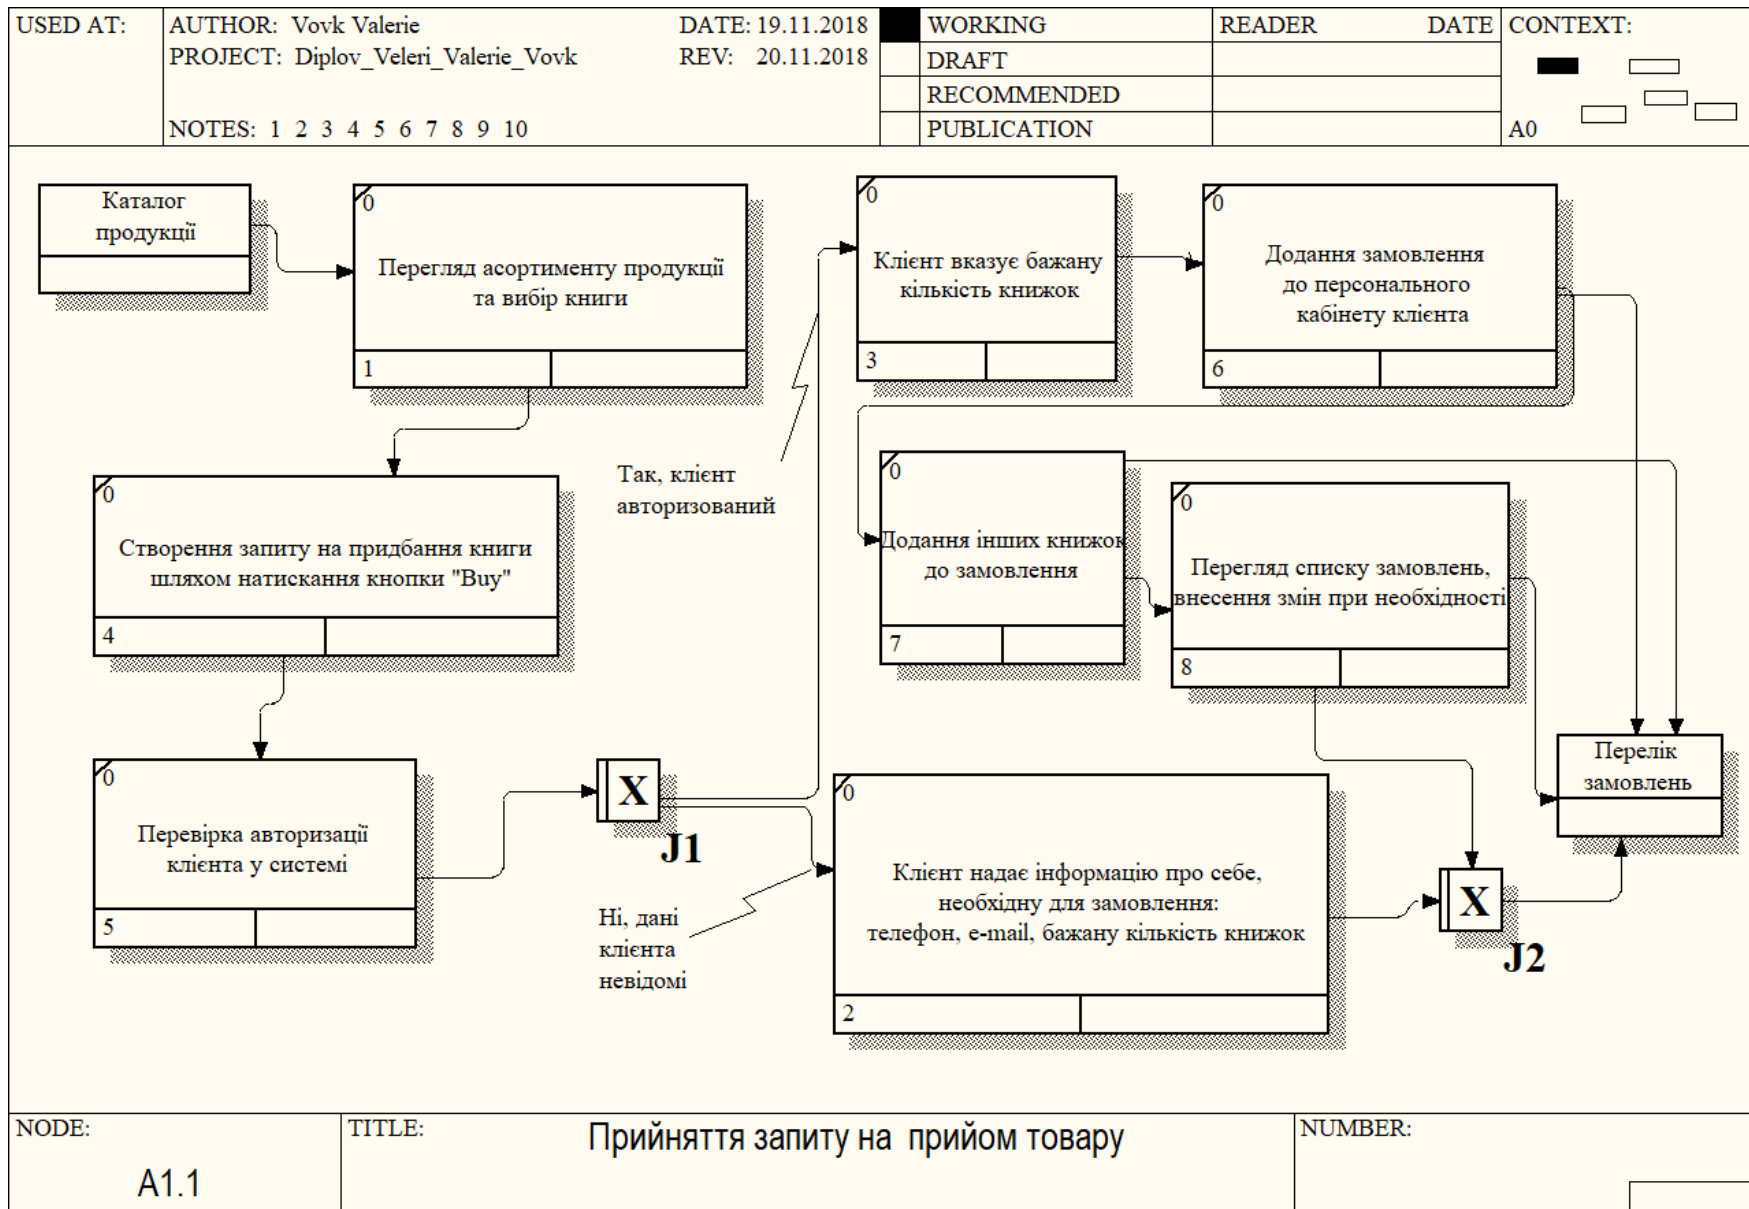 USED AT:
AUTHOR: Vovk Valerie
DATE: 19.11.2018
PROJECT: Diplov_Veleri_Valerie_Vovk
REV: 20.11.2018
NOTES: 1 2 3 4 5 6 7 8 9 10
WORKING
DRAFT
RECOMMENDED
PUBLICATION
READER DATE
CONTEXT:
A0
Каталог
продукції
0
Перегляд асортименту продукції
та вибір книги
1
0
Клієнт вказує бажану
кількість книжок
3
0
Додання замовлення
до персонального
кабінету клієнта
6
Так, клієнт
авторизований
0
Створення запиту на придбання книги
шляхом натискання кнопки "Buy"
4
0
Додання інших книжок
до замовлення
7
0
Перегляд списку замовлень,
внесення змін при необхідності
8
0
Перевірка авторизації
клієнта у системі
5
X
J1
Ні, дані
клієнта
невідомі
0
Клієнт надає інформацію про себе,
необхідну для замовлення:
телефон, e-mail, бажану кількість книжок
2
Перелік
замовлень
X
J2
NODE:
A1.1
TITLE:
Прийняття запиту на прийом товару
NUMBER: